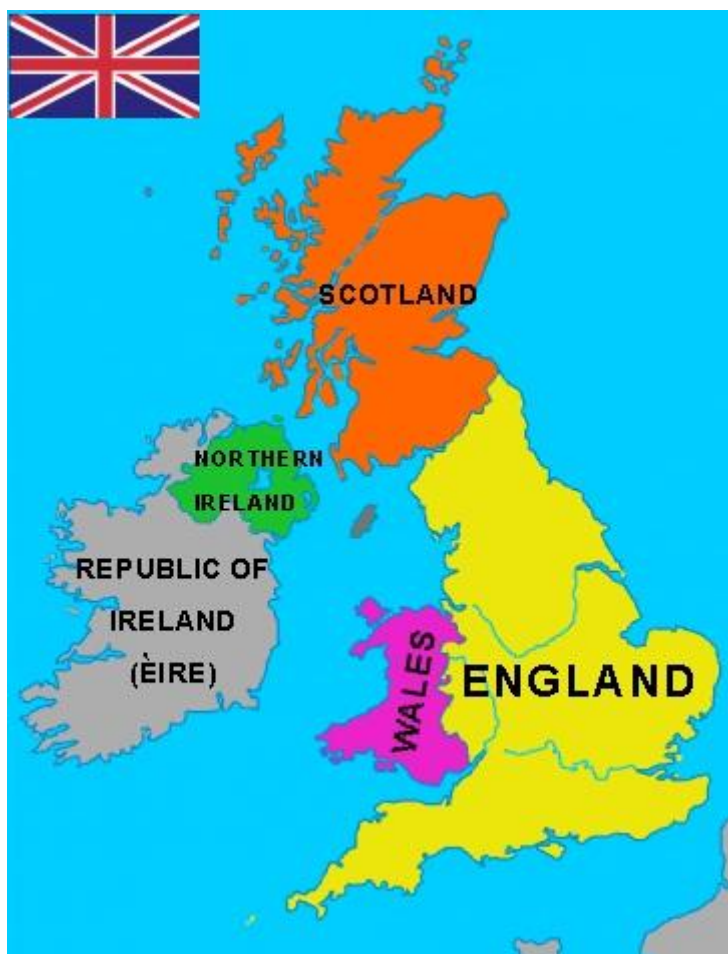 SCOTLAND
NORTHERN
IRELAND
REPUBLIC OF
IRELAND
(ÈIRE)
WALES
ENGLAND